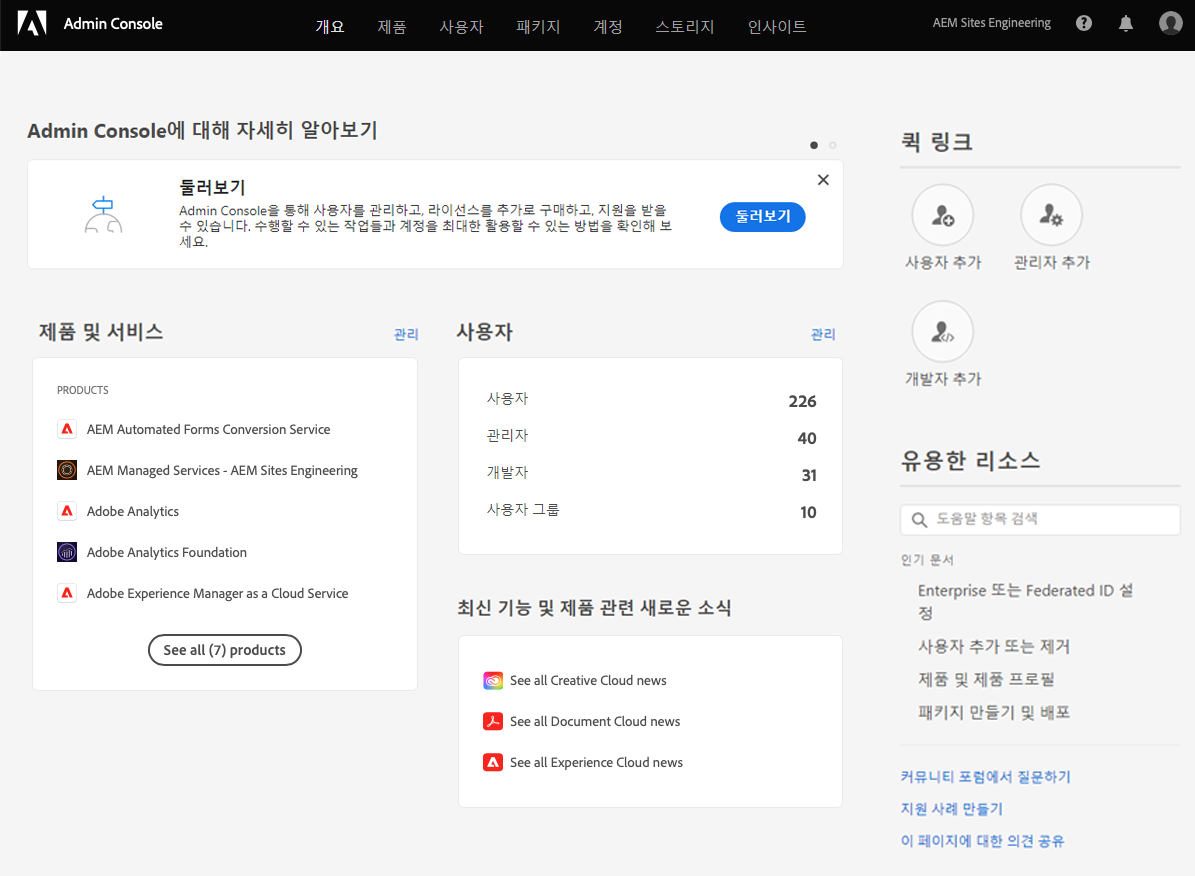 Admin Console
개요 제품 사용자 패키지 계정 스토리지 인사이트
AEM Sites Engineering
Admin Console에 대해 자세히 알아보기
둘러보기
Admin Console을 통해 사용자를 관리하고, 라이선스를 추가로 구매하고, 지원을 받을
수 있습니다. 수행할 수 있는 작업들과 계정을 최대한 활용할 수 있는 방법을 확인해 보
세요.
둘러보기
제품 및 서비스
관리
PRODUCTS
AEM Automated Forms Conversion Service
AEM Managed Services - AEM Sites Engineering
Adobe Analytics
Adobe Analytics Foundation
Adobe Experience Manager as a Cloud Service
See all (7) products
사용자
관리
사용자 226
관리자 40
개발자 31
사용자 그룹 10
최신 기능 및 제품 관련 새로운 소식
See all Creative Cloud news
See all Document Cloud news
See all Experience Cloud news
퀵 링크
사용자 추가
관리자 추가
개발자 추가
유용한 리소스
도움말 항목 검색
인기 문서
Enterprise 또는 Federated ID 설
정
사용자 추가 또는 제거
제품 및 제품 프로필
패키지 만들기 및 배포
커뮤니티 포럼에서 질문하기
지원 사례 만들기
이 페이지에 대한 의견 공유